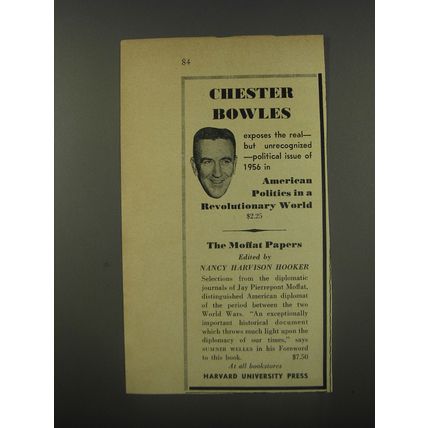 84
CHESTER
BOWLES
exposes the real—
but unrecognized
—political issue of
1956 in
American
Politics in a
Revolutionary World
$2.25
The Moffat Papers
Edited by
NANCY HARVISON HOOKER
Selections from the diplomatic
journals of Jay Pierrepont Moffat,
distinguished American diplomat
of the period between the two
World Wars. "An exceptionally
important historical document
which throws much light upon the
diplomacy of our times," says
SUMNER WELLES in his Foreword
to this book. $7.50
At all bookstores
HARVARD UNIVERSITY PRESS